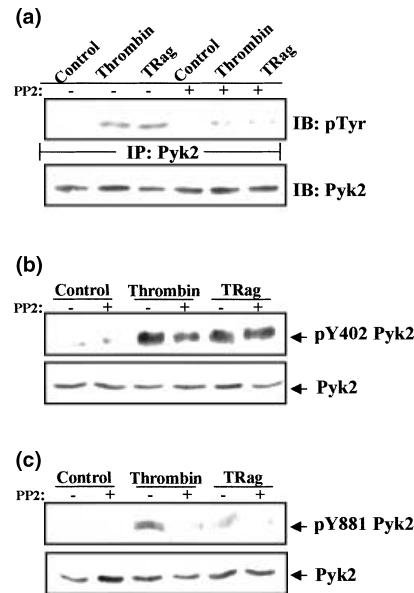 (a)
Control Thrombin TRag Control Thrombin TRag
PP2: - - - + + +
IB: pTyr
IP: Pyk2
IB: Pyk2
(b)
Control Thrombin TRag
PP2: - + - + - +
pY402 Pyk2
Pyk2
(c)
Control Thrombin TRag
PP2: - + - + - +
pY881 Pyk2
Pyk2